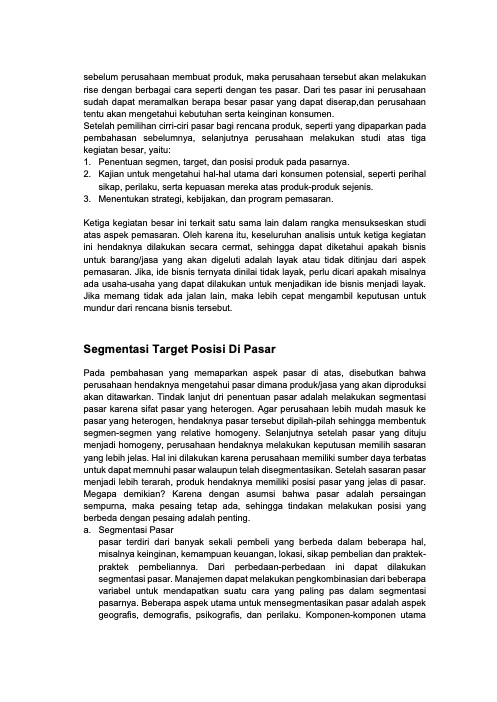 sebelum perusahaan membuat produk, maka perusahaan tersebut akan melakukan
rise dengan berbagai cara seperti dengan tes pasar. Dari tes pasar ini perusahaan
sudah dapat meramalkan berapa besar pasar yang dapat diserap,dan perusahaan
tentu akan mengetahui kebutuhan serta keinginan konsumen.
Setelah pemilihan cirri-ciri pasar bagi rencana produk, seperti yang dipaparkan pada
pembahasan sebelumnya, selanjutnya perusahaan melakukan studi atas tiga
kegiatan besar, yaitu:
1. Penentuan segmen, target, dan posisi produk pada pasarnya.
2. Kajian untuk mengetahui hal-hal utama dari konsumen potensial, seperti perihal
sikap, perilaku, serta kepuasan mereka atas produk-produk sejenis.
3. Menentukan strategi, kebijakan, dan program pemasaran.
Ketiga kegiatan besar ini terkait satu sama lain dalam rangka mensukseskan studi
atas aspek pemasaran. Oleh karena itu, keseluruhan analisis untuk ketiga kegiatan
ini hendaknya dilakukan secara cermat, sehingga dapat diketahui apakah bisnis
untuk barang/jasa yang akan digeluti adalah layak atau tidak ditinjau dari aspek
pemasaran. Jika, ide bisnis ternyata dinilai tidak layak, perlu dicari apakah misalnya
ada usaha-usaha yang dapat dilakukan untuk menjadikan ide bisnis menjadi layak.
Jika memang tidak ada jalan lain, maka lebih cepat mengambil keputusan untuk
mundur dari rencana bisnis tersebut.
Segmentasi Target Posisi Di Pasar
Pada pembahasan yang memaparkan aspek pasar di atas, disebutkan bahwa
perusahaan hendaknya mengetahui pasar dimana produk/jasa yang akan diproduksi
akan ditawarkan. Tindak lanjut dri penentuan pasar adalah melakukan segmentasi
pasar karena sifat pasar yang heterogen. Agar perusahaan lebih mudah masuk ke
pasar yang heterogen, hendaknya pasar tersebut dipilah-pilah sehingga membentuk
segmen-segmen yang relative homogeny. Selanjutnya setelah pasar yang dituju
menjadi homogeny, perusahaan hendaknya melakukan keputusan memilih sasaran
yang lebih jelas. Hal ini dilakukan karena perusahaan memiliki sumber daya terbatas
untuk dapat memnuhi pasar walaupun telah disegmentasikan. Setelah sasaran pasar
menjadi lebih terarah, produk hendaknya memiliki posisi pasar yang jelas di pasar.
Megapa demikian? Karena dengan asumsi bahwa pasar adalah persaingan
sempurna, maka pesaing tetap ada, sehingga tindakan melakukan posisi yang
berbeda dengan pesaing adalah penting.
a. Segmentasi Pasar
pasar terdiri dari banyak sekali pembeli yang berbeda dalam beberapa hal,
misalnya keinginan, kemampuan keuangan, lokasi, sikap pembelian dan praktek-
praktek pembeliannya. Dari perbedaan-perbedaan ini dapat dilakukan
segmentasi pasar. Manajemen dapat melakukan pengkombinasian dari beberapa
variabel untuk mendapatkan suatu cara yang paling pas dalam segmentasi
pasarnya. Beberapa aspek utama untuk mensegmentasikan pasar adalah aspek
geografis, demografis, psikografis, dan perilaku. Komponen-komponen utama